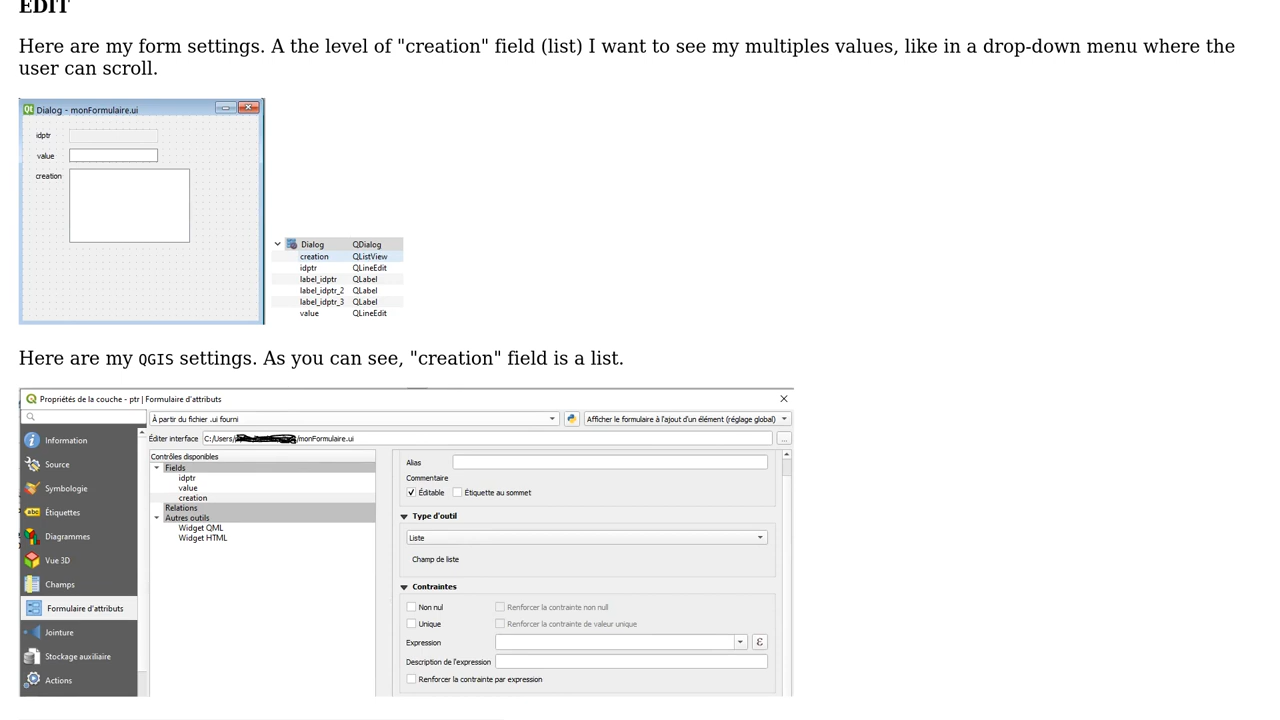 EDIT
Here are my form settings. A the level of "creation" field (list) I want to see my multiples values, like in a drop-down menu where the
user can scroll.
Dialog - monFormulaire.ui
idptr
value
creation
Dialog QDialog
creation QListView
idptr QLineEdit
label_idptr QLabel
label_idptr_2 QLabel
label_idptr_3 QLabel
value QLineEdit
Here are my QGIS settings. As you can see, "creation" field is a list.
Propriétés de la couche - ptr | Formulaire d'attributs
À partir du fichier .ui fourni
Afficher le formulaire à l'ajout d'un élément (réglage global)
Éditer interface C:/Users/ /monFormulaire.ui
...
Information
Source
Symbologie
abc Étiquettes
Diagrammes
Vue 3D
Champs
Formulaire d'attributs
Jointure
Stockage auxiliaire
Actions
Contrôles disponibles
Fields
idptr
value
creation
Relations
Autres outils
Widget QML
Widget HTML
Alias
Commentaire
Éditable Étiquette au sommet
Type d'outil
Liste
Champ de liste
Contraintes
Non nul Renforcer la contrainte non null
Unique Renforcer la contrainte de valeur unique
Expression ε
Description de l'expression
Renforcer la contrainte par expression